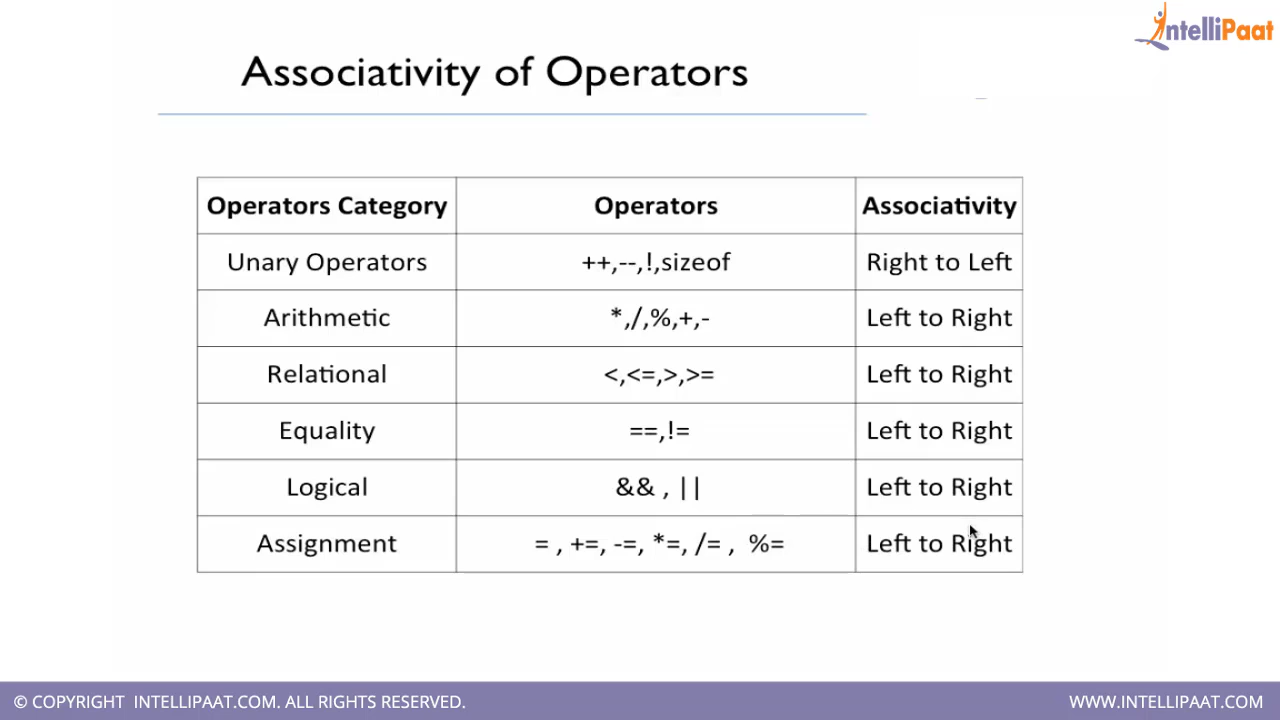 IntelliPaat
Associativity of Operators
Operators Category Operators Associativity
Unary Operators ++,--,!,sizeof Right to Left
Arithmetic *,/,%,+,- Left to Right
Relational <,<=,>,>= Left to Right
Equality ==,!= Left to Right
Logical && , || Left to Right
Assignment = , +=, -=, *=, /= , %= Left to Right
© COPYRIGHT INTELLIPAAT.COM. ALL RIGHTS RESERVED. WWW.INTELLIPAAT.COM